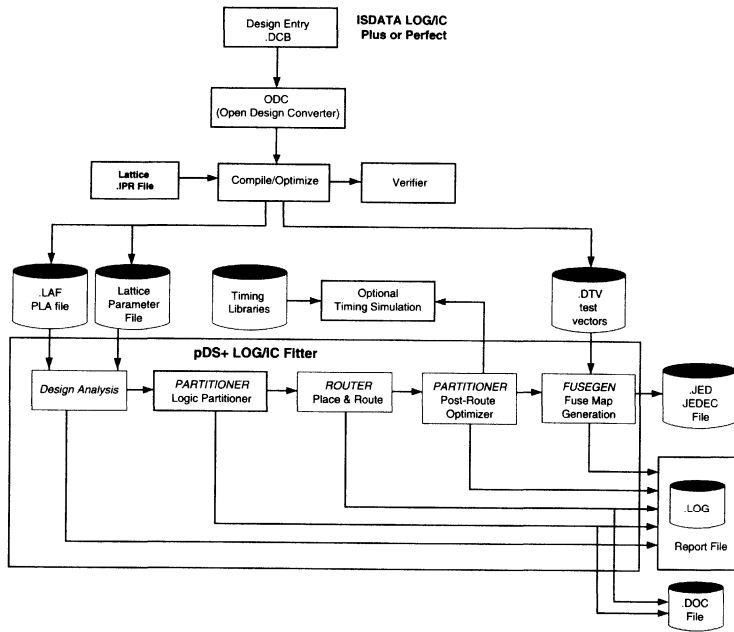 Design Entry
.DCB
ISDATA LOG/IC
Plus or Perfect
ODC
(Open Design Converter)
Lattice
.IPR File
Compile/Optimize
Verifier
.LAF
PLA file
Lattice
Parameter
File
Timing
Libraries
Optional
Timing Simulation
.DTV
test
vectors
pDS+ LOG/IC Fitter
Design Analysis
PARTITIONER
Logic Partitioner
ROUTER
Place & Route
PARTITIONER
Post-Route
Optimizer
FUSEGEN
Fuse Map
Generation
.JED
JEDEC
File
.LOG
Report File
.DOC
File